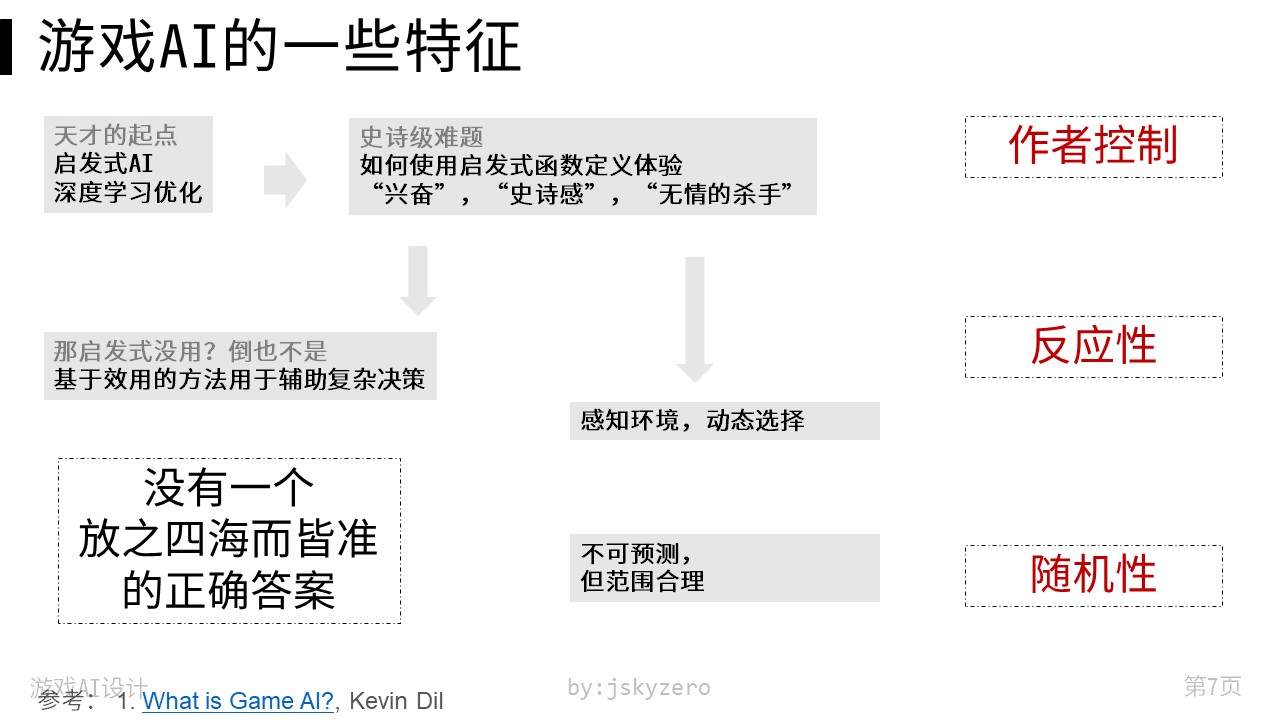 游戏AI的一些特征
天才的起点
启发式AI
深度学习优化
史诗级难题
如何使用启发式函数定义体验
“兴奋”，“史诗感”，“无情的杀手”
作者控制
那启发式没用？倒也不是
基于效用的方法用于辅助复杂决策
反应性
感知环境，动态选择
没有一个
放之四海而皆准
的正确答案
不可预测，
但范围合理
随机性
游戏AI设计
参考： 1. What is Game AI?, Kevin Dil
by:jskyzero
第7页